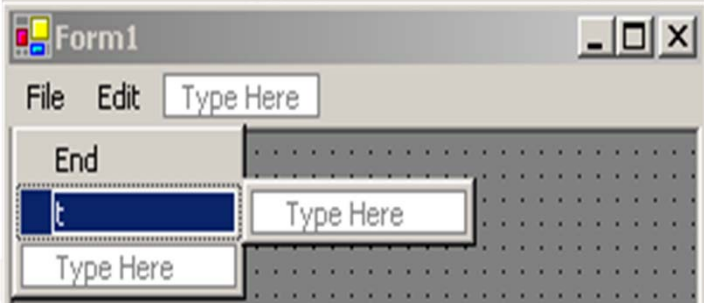 Form1
File Edit Type Here
End
t Type Here
Type Here